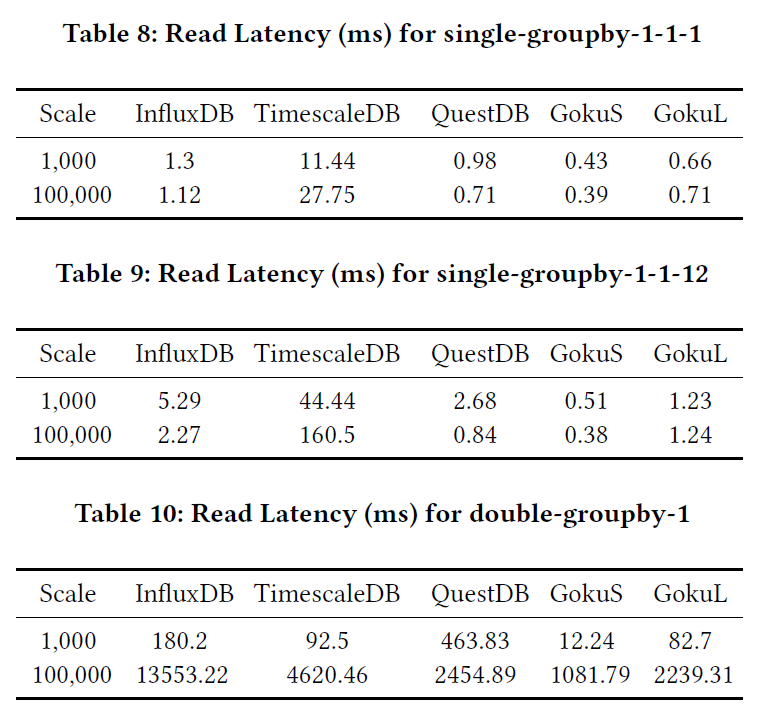 Table 8: Read Latency (ms) for single-groupby-1-1-1
Scale InfluxDB TimescaleDB QuestDB GokuS GokuL
1,000 1.3 11.44 0.98 0.43 0.66
100,000 1.12 27.75 0.71 0.39 0.71
Table 9: Read Latency (ms) for single-groupby-1-1-12
Scale InfluxDB TimescaleDB QuestDB GokuS GokuL
1,000 5.29 44.44 2.68 0.51 1.23
100,000 2.27 160.5 0.84 0.38 1.24
Table 10: Read Latency (ms) for double-groupby-1
Scale InfluxDB TimescaleDB QuestDB GokuS GokuL
1,000 180.2 92.5 463.83 12.24 82.7
100,000 13553.22 4620.46 2454.89 1081.79 2239.31